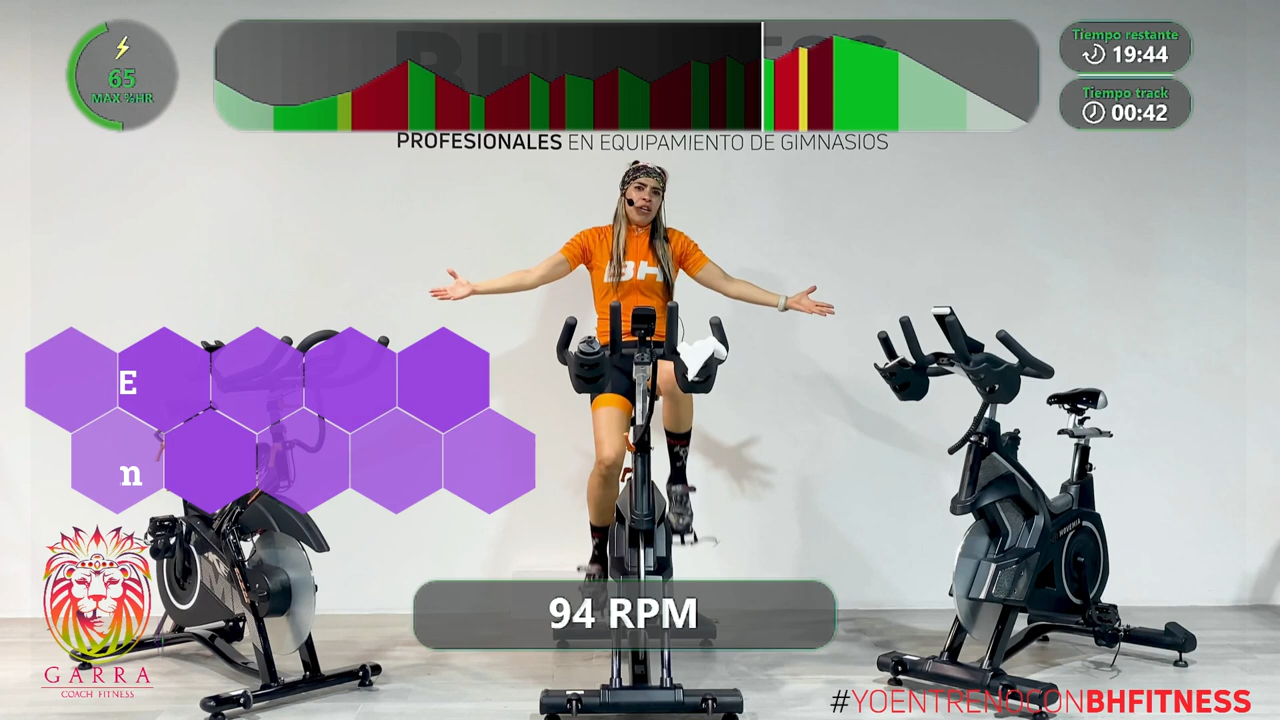 65
MAX %HR
Tiempo restante
19:44
Tiempo track
00:42
PROFESIONALES EN EQUIPAMIENTO DE GIMNASIOS
BH
E
n
94 RPM
GARRA
COACH FITNESS
#YOENTRENOCONBHFITNESS